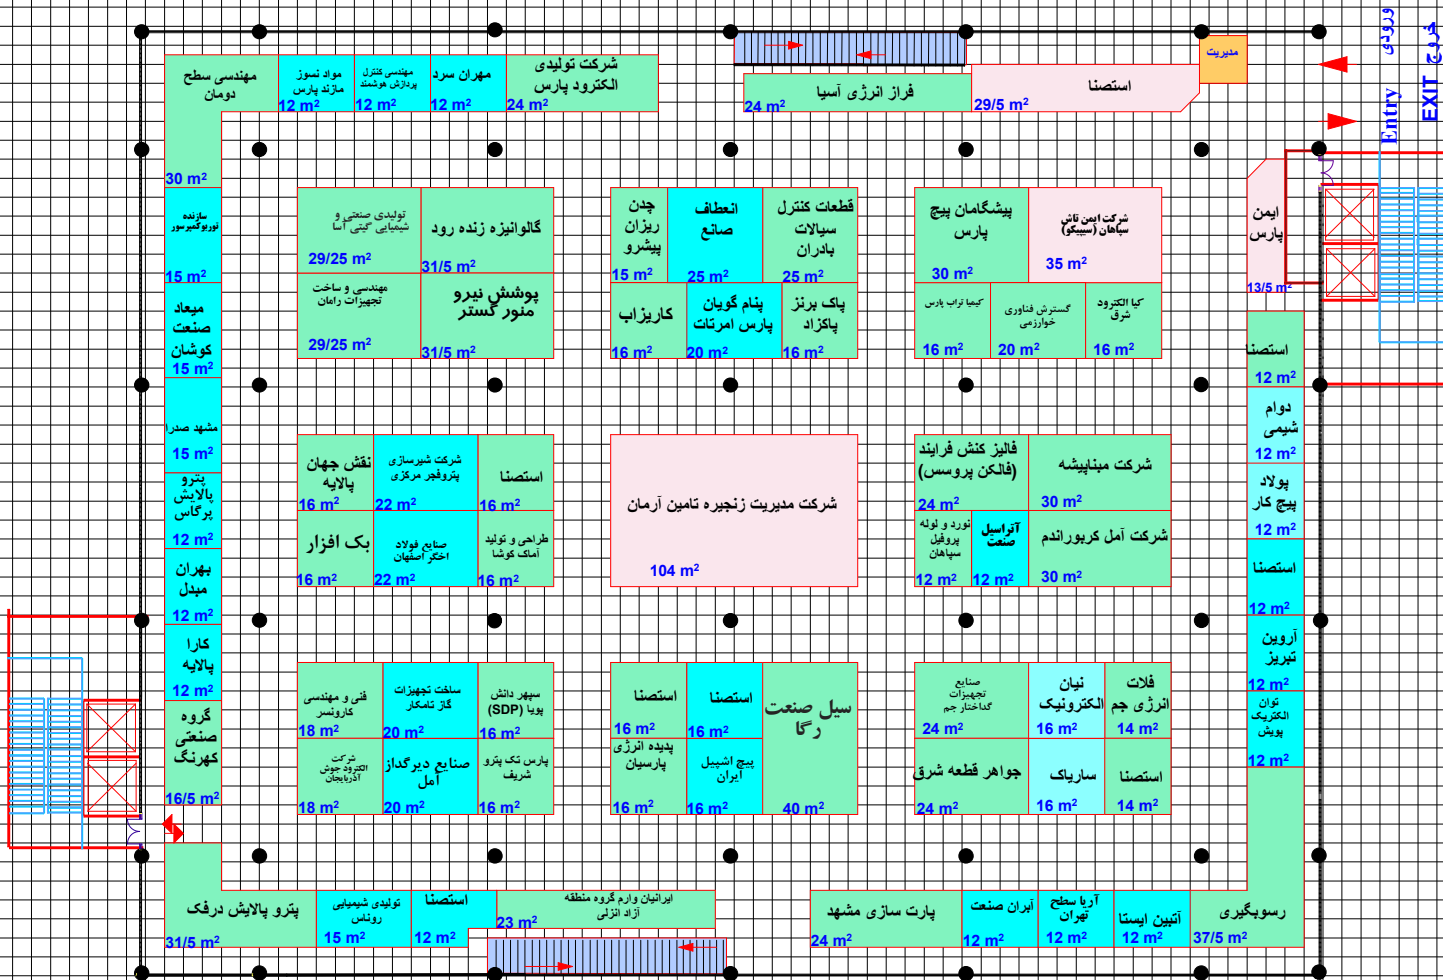 مهندسی سطح
دومان
30 m²
مواد نسوز
مازند پارس
12 m²
مهندسی کنترل
پردازش هوشمند
12 m²
مهران سرد
12 m²
شرکت تولیدی
الکترود پارس
24 m²
فراز انرژی آسیا
24 m²
استصنا
29/5 m²
مدیریت
ورودی
خروج
Entry
EXIT
سازنده
توربوکمپرسور
15 m²
تولیدی صنعتی و
شیمیایی گیتی آسا
29/25 m²
گالوانیزه زنده رود
31/5 m²
چدن
ریزان
پیشرو
15 m²
انعطاف
صانع
25 m²
قطعات کنترل
سیالات
بادران
25 m²
پیشگامان پیچ
پارس
30 m²
شرکت ایمن تاش
سپاهان (سیپکو)
35 m²
ایمن
پارس
13/5 m²
میعاد
صنعت
کوشان
15 m²
مهندسی و ساخت
تجهیزات رامان
29/25 m²
پوشش نیرو
منور گستر
31/5 m²
کاریزاب
16 m²
پنام گویان
پارس امرتات
20 m²
پاک برنز
پاکزاد
16 m²
کیمیا تراب پارس
16 m²
گسترش فناوری
خوارزمی
20 m²
کیا الکترود
شرق
16 m²
استصنا
12 m²
مشهد صدرا
15 m²
دوام
شیمی
12 m²
نقش جهان
پالایه
16 m²
شرکت شیرسازی
پتروفجر مرکزی
22 m²
استصنا
16 m²
شرکت مدیریت زنجیره تامین آرمان
104 m²
فالیز کنش فرایند
(فالکن پروسس)
24 m²
شرکت میناپیشه
30 m²
پولاد
پیچ کار
12 m²
پترو
پالایش
پرگاس
12 m²
بک افزار
16 m²
صنایع فولاد
اخگر اصفهان
22 m²
طراحی و تولید
آماک کوشا
16 m²
نورد و لوله
پروفیل
سپاهان
12 m²
آتراسیل
صنعت
12 m²
شرکت آمل کربوراندم
30 m²
استصنا
12 m²
بهران
مبدل
12 m²
آروین
تبریز
12 m²
کارا
پالایه
12 m²
فنی و مهندسی
کارونسر
18 m²
ساخت تجهیزات
گاز تامکار
20 m²
سپهر دانش
پویا (SDP)
16 m²
استصنا
16 m²
استصنا
16 m²
سیل صنعت
رگا
40 m²
صنایع
تجهیزات
گداختار جم
24 m²
نیان
الکترونیک
16 m²
فلات
انرژی جم
14 m²
توان
الکتریک
پویش
12 m²
گروه
صنعتی
کهرنگ
16/5 m²
شرکت
الکترود جوش
آذربایجان
18 m²
صنایع دیرگداز
آمل
20 m²
پارس تک پترو
شریف
16 m²
پدیده انرژی
پارسیان
16 m²
پیچ اشپیل
ایران
16 m²
جواهر قطعه شرق
24 m²
ساریاک
16 m²
استصنا
14 m²
پترو پالایش درفک
31/5 m²
تولیدی شیمیایی
روناس
15 m²
استصنا
12 m²
ایرانیان وارم گروه منطقه
آزاد انزلی
23 m²
پارت سازی مشهد
24 m²
آبران صنعت
12 m²
آریا سطح
تهران
12 m²
آتبین ایستا
12 m²
رسوبگیری
37/5 m²